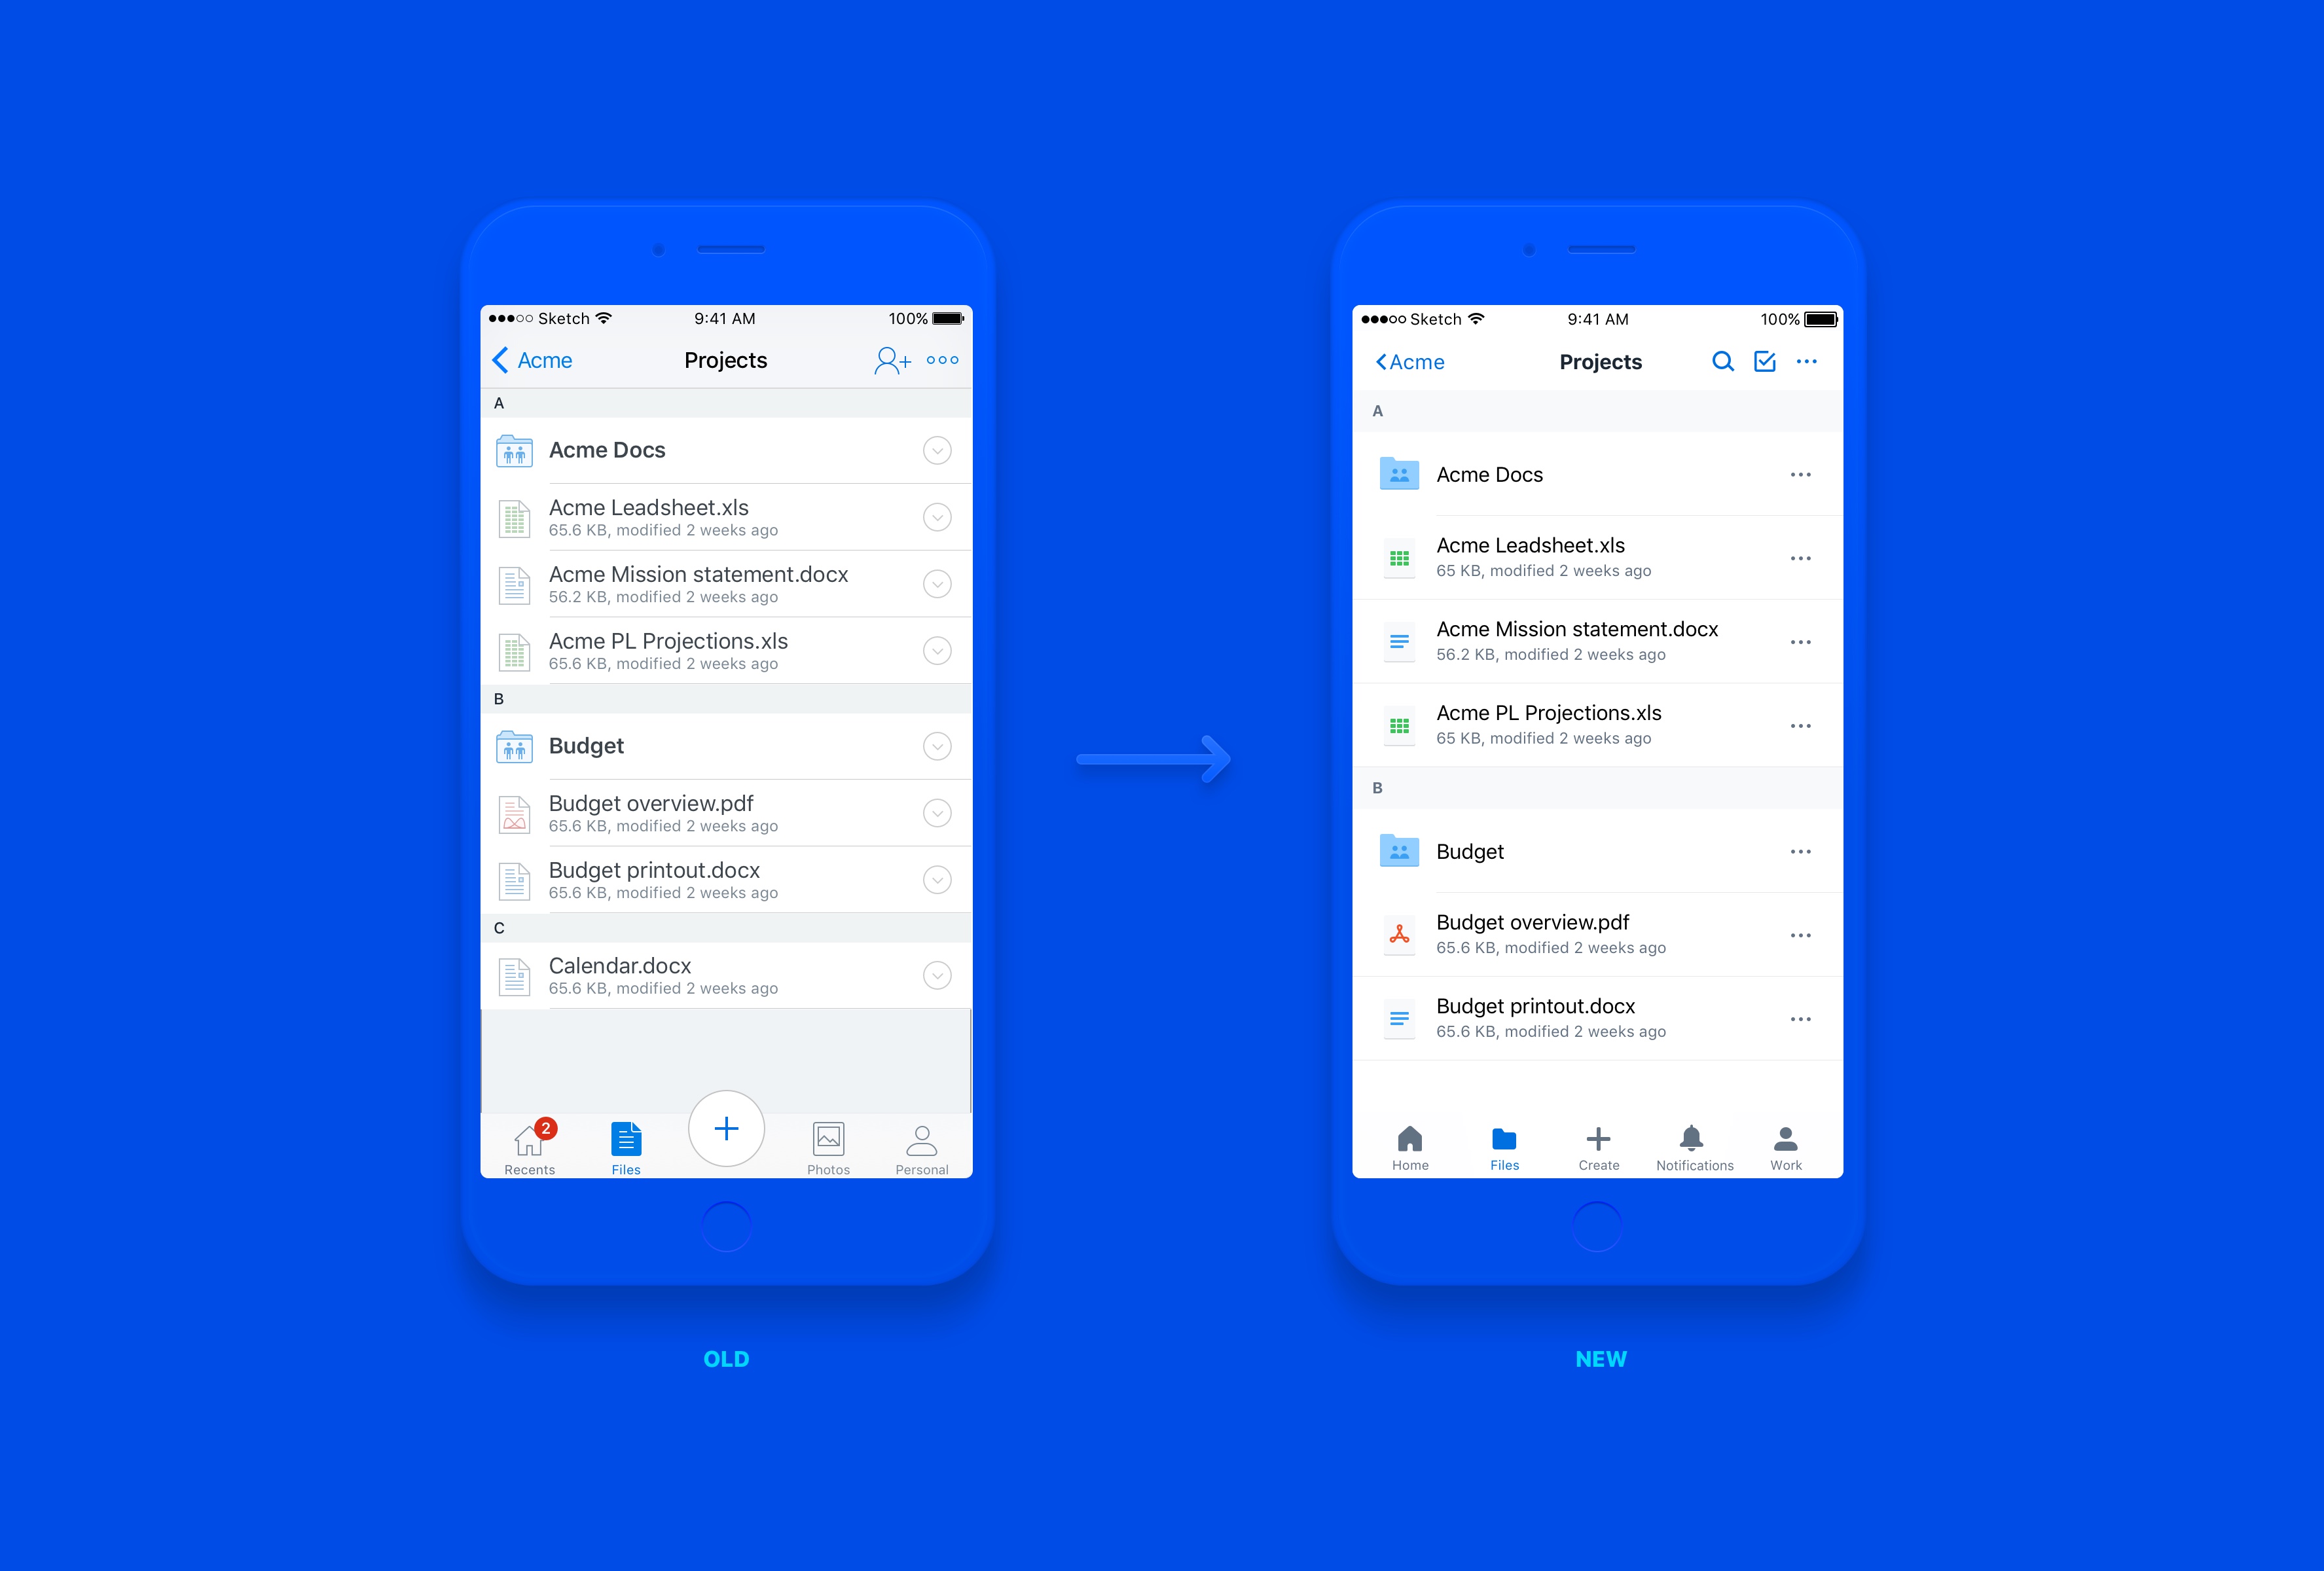 Sketch 9:41 AM 100%
Acme Projects
A
Acme Docs
Acme Leadsheet.xls
65.6 KB, modified 2 weeks ago
Acme Mission statement.docx
56.2 KB, modified 2 weeks ago
Acme PL Projections.xls
65.6 KB, modified 2 weeks ago
B
Budget
Budget overview.pdf
65.6 KB, modified 2 weeks ago
Budget printout.docx
65.6 KB, modified 2 weeks ago
C
Calendar.docx
65.6 KB, modified 2 weeks ago
2
Recents Files Photos Personal
OLD
Sketch 9:41 AM 100%
Acme Projects
A
Acme Docs
Acme Leadsheet.xls
65 KB, modified 2 weeks ago
Acme Mission statement.docx
56.2 KB, modified 2 weeks ago
Acme PL Projections.xls
65 KB, modified 2 weeks ago
B
Budget
Budget overview.pdf
65.6 KB, modified 2 weeks ago
Budget printout.docx
65.6 KB, modified 2 weeks ago
Home Files Create Notifications Work
NEW